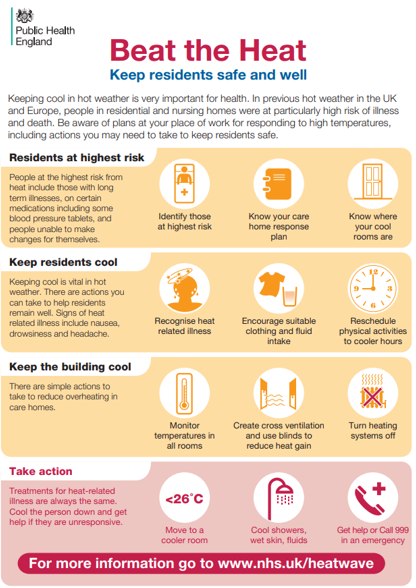 Public Health
England
Beat the Heat
Keep residents safe and well
Keeping cool in hot weather is very important for health. In previous hot weather in the UK
and Europe, people in residential and nursing homes were at particularly high risk of illness
and death. Be aware of plans at your place of work for responding to high temperatures,
including actions you may need to take to keep residents safe.
Residents at highest risk
People at the highest risk from
heat include those with long
term illnesses, on certain
medications including some
blood pressure tablets, and
people unable to make
changes for themselves.
Identify those
at highest risk
Know your care
home response
plan
Know where
your cool
rooms are
Keep residents cool
Keeping cool is vital in hot
weather. There are actions you
can take to help residents
remain well. Signs of heat
related illness include nausea,
drowsiness and headache.
Recognise heat
related illness
Encourage suitable
clothing and fluid
intake
12
3
6
9
Reschedule
physical activities
to cooler hours
Keep the building cool
There are simple actions to
take to reduce overheating in
care homes.
Monitor
temperatures in
all rooms
Create cross ventilation
and use blinds to
reduce heat gain
Turn heating
systems off
Take action
Treatments for heat-related
illness are always the same.
Cool the person down and get
help if they are unresponsive.
<26°C
Move to a
cooler room
Cool showers,
wet skin, fluids
Get help or Call 999
in an emergency
For more information go to www.nhs.uk/heatwave